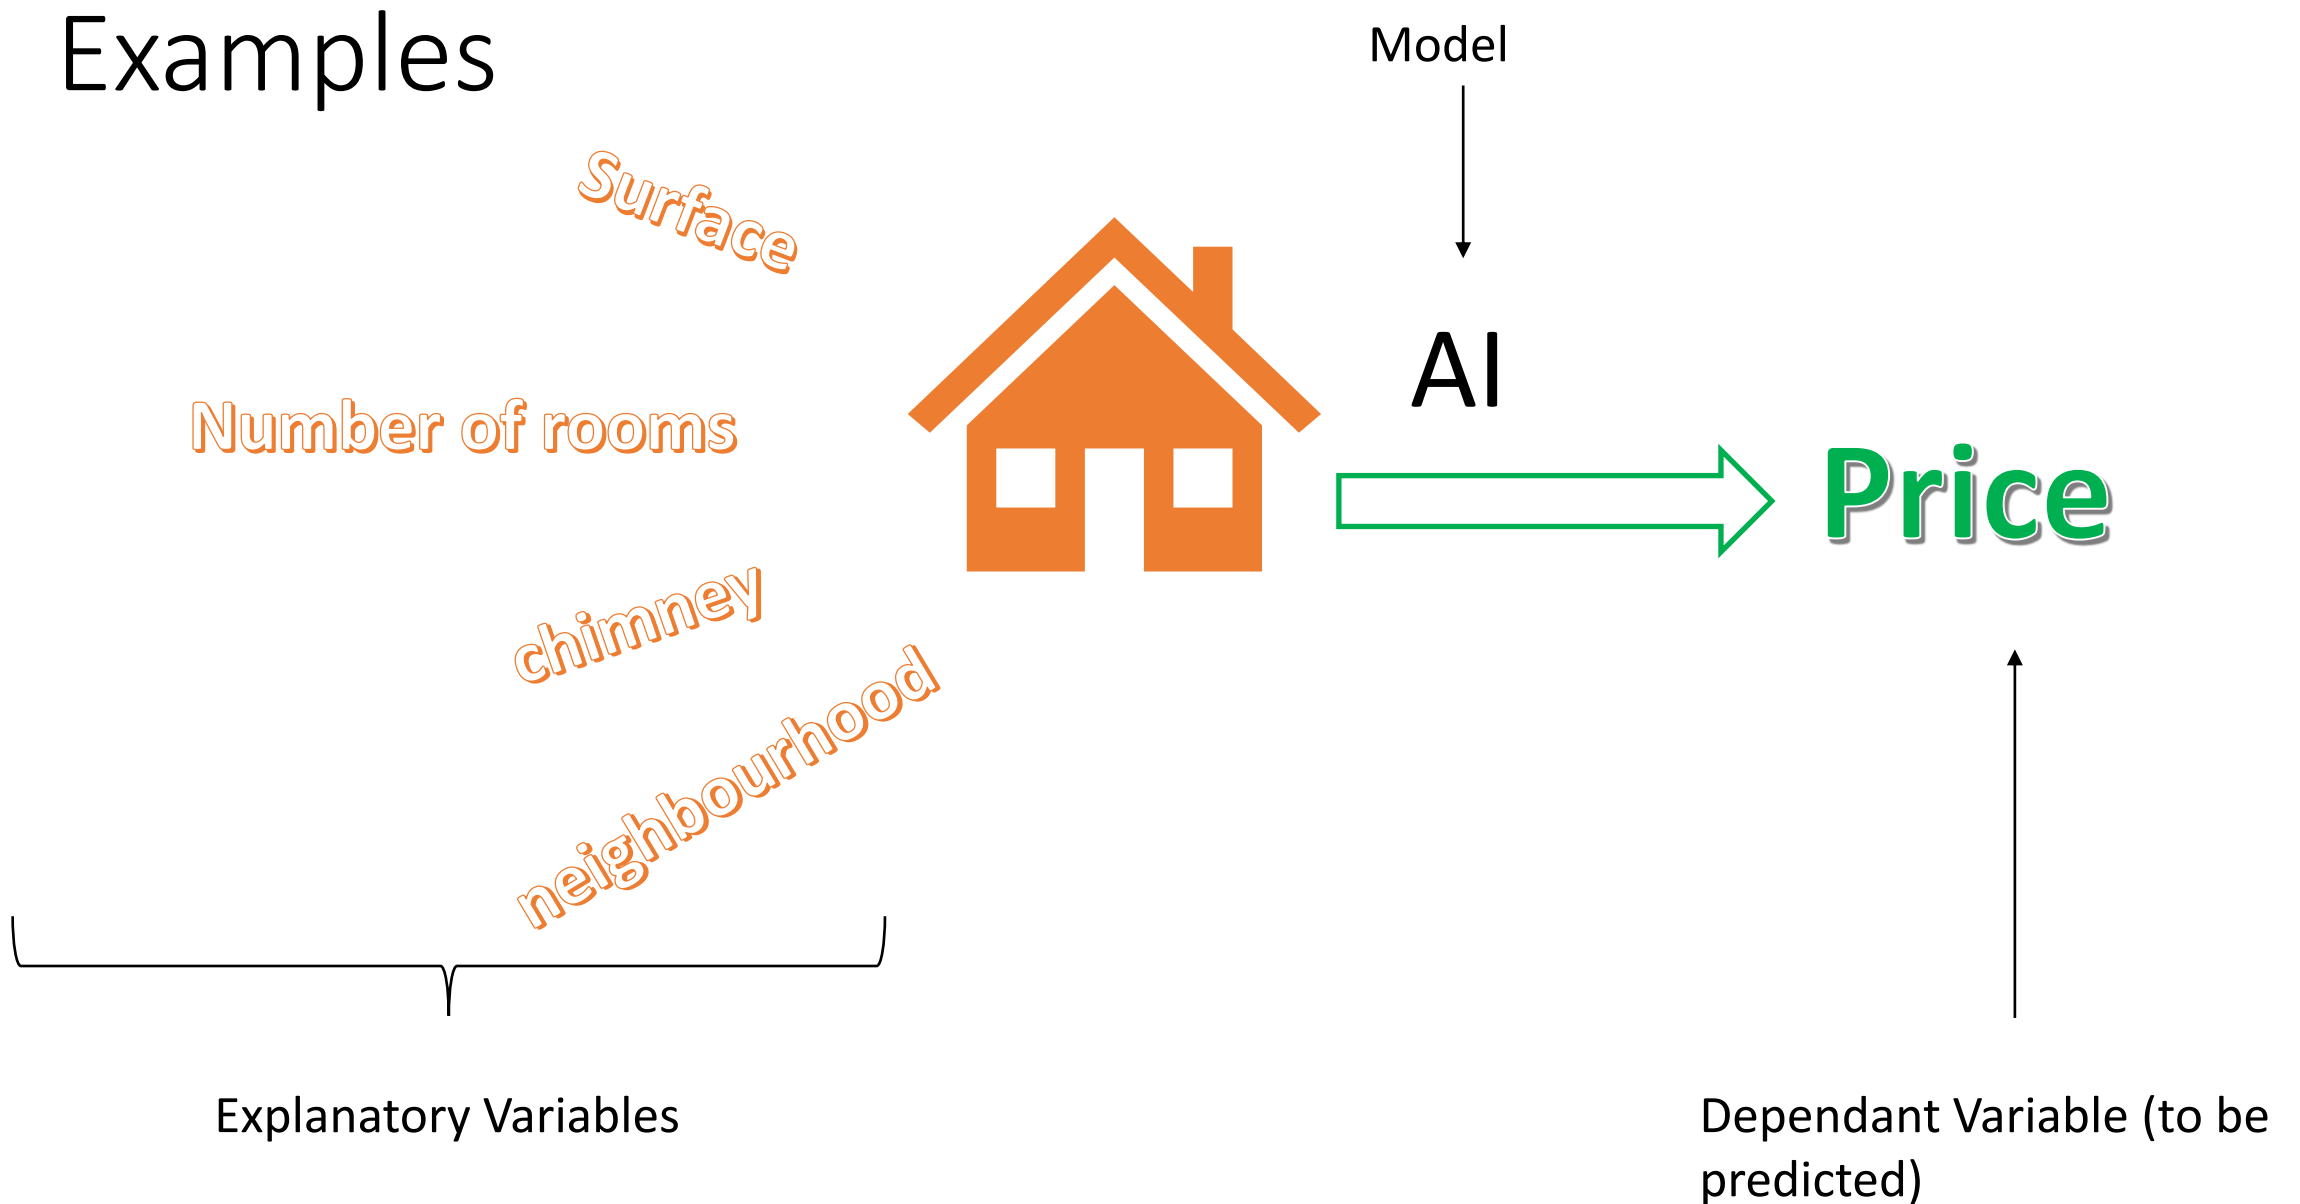 Examples
Model
Surface
AI
Number of rooms
Price
chimney
neighbourhood
Explanatory Variables
Dependant Variable (to be
predicted)